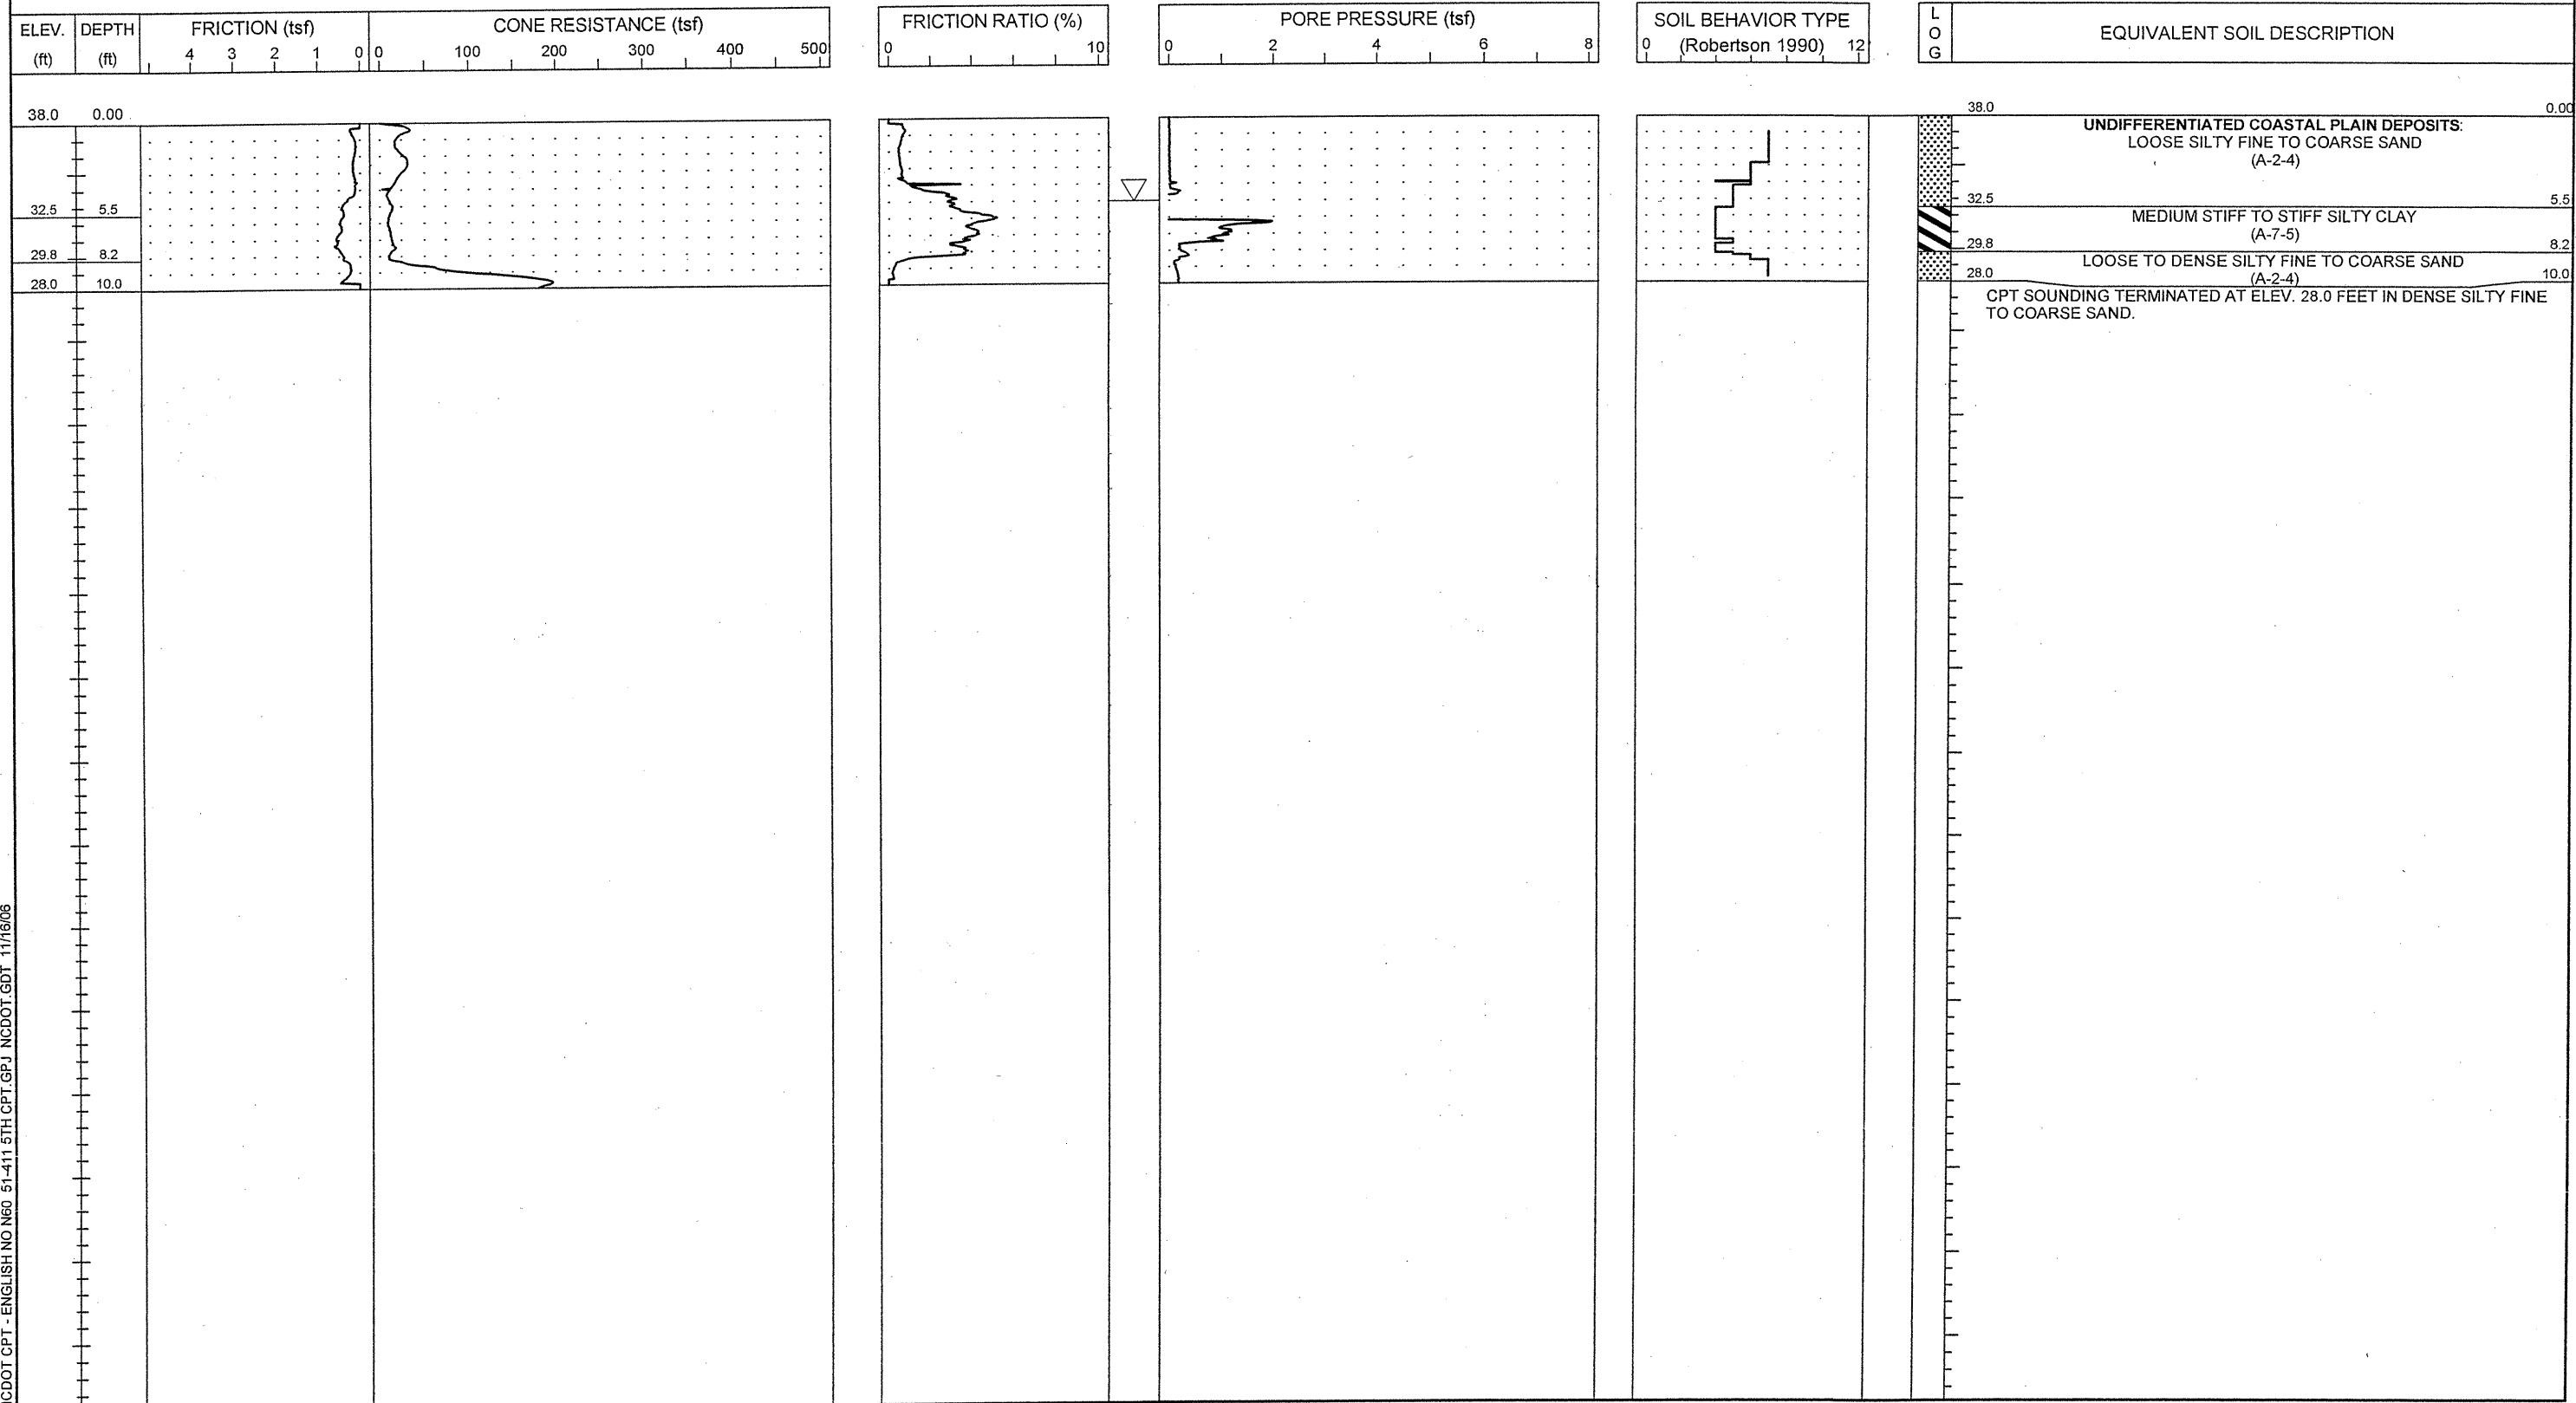 ELEV. DEPTH FRICTION (tsf) CONE RESISTANCE (tsf) FRICTION RATIO (%) PORE PRESSURE (tsf) SOIL BEHAVIOR TYPE L
(ft) (ft) 4 3 2 1 0 0 100 200 300 400 500 0 10 0 2 4 6 8 0 (Robertson 1990) 12 O EQUIVALENT SOIL DESCRIPTION
G
38.0 0.00 38.0 0.00
UNDIFFERENTIATED COASTAL PLAIN DEPOSITS:
LOOSE SILTY FINE TO COARSE SAND
(A-2-4)
32.5 5.5 32.5 5.5
MEDIUM STIFF TO STIFF SILTY CLAY
(A-7-5)
29.8 8.2 29.8 8.2
LOOSE TO DENSE SILTY FINE TO COARSE SAND
28.0 10.0 28.0 (A-2-4) 10.0
CPT SOUNDING TERMINATED AT ELEV. 28.0 FEET IN DENSE SILTY FINE
TO COARSE SAND.
CDOT CPT - ENGLISH NO N60 51-411 5TH CPT.GPJ NCDOT.GDT 11/16/06